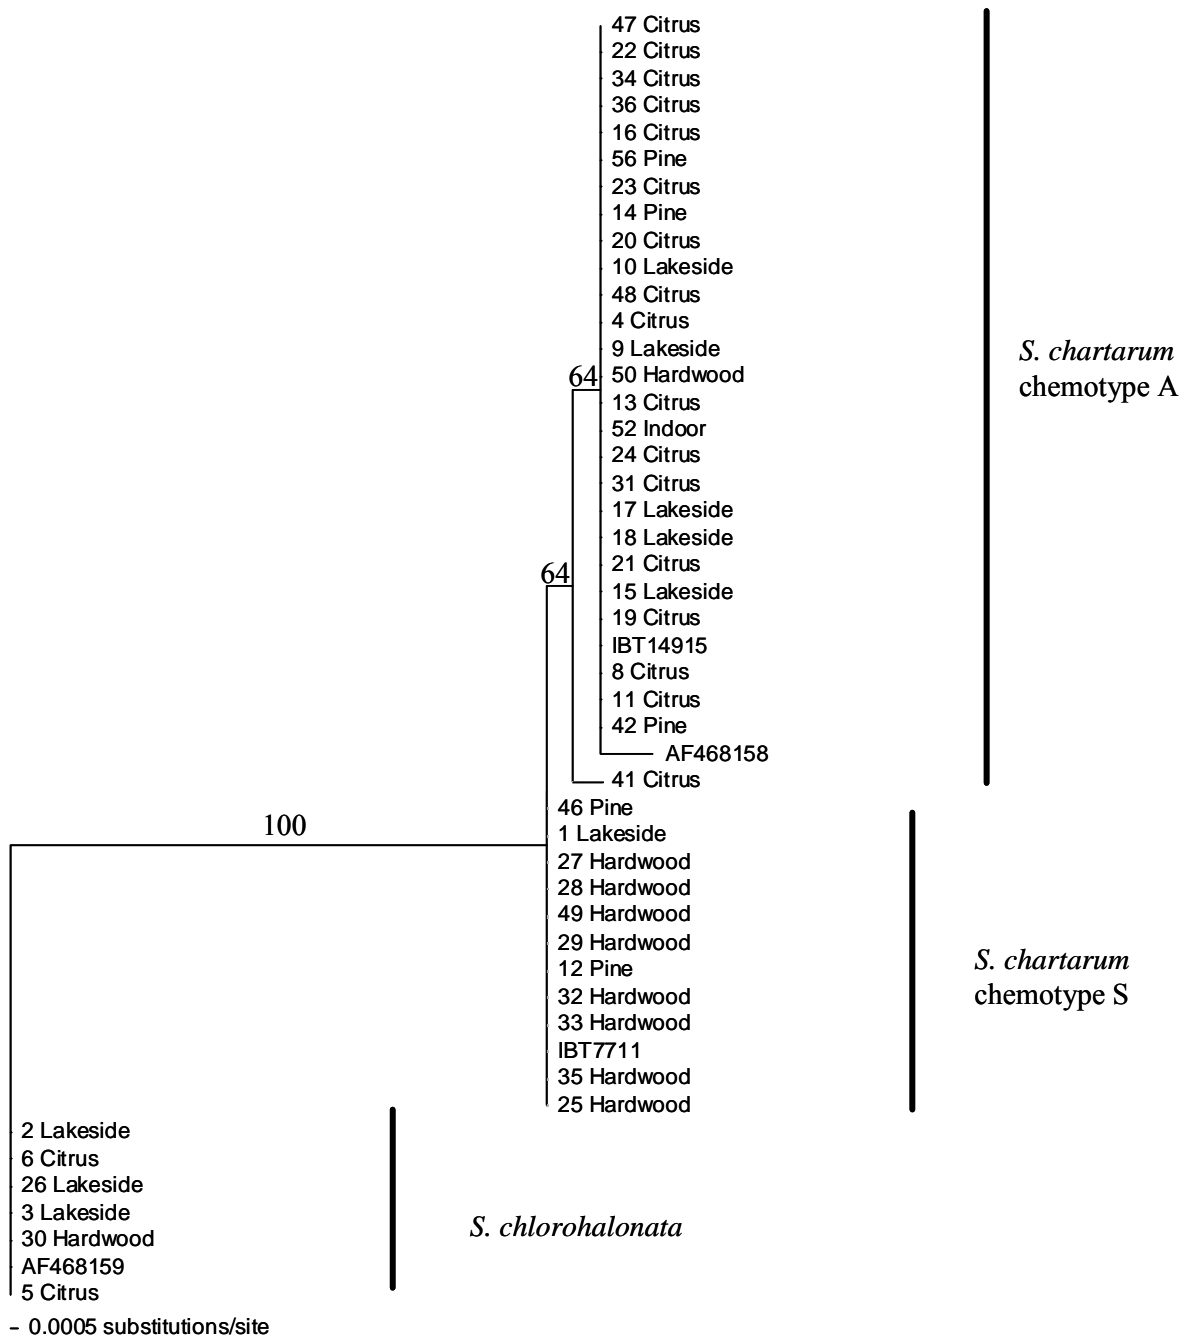 47 Citrus
22 Citrus
34 Citrus
36 Citrus
16 Citrus
56 Pine
23 Citrus
14 Pine
20 Citrus
10 Lakeside
48 Citrus
4 Citrus
9 Lakeside
64
50 Hardwood
13 Citrus
52 Indoor
24 Citrus
31 Citrus
17 Lakeside
18 Lakeside
21 Citrus
64
15 Lakeside
19 Citrus
IBT14915
8 Citrus
11 Citrus
42 Pine
AF468158
41 Citrus
S. chartarum
chemotype A
46 Pine
1 Lakeside
100
27 Hardwood
28 Hardwood
49 Hardwood
29 Hardwood
12 Pine
32 Hardwood
33 Hardwood
IBT7711
35 Hardwood
25 Hardwood
S. chartarum
chemotype S
2 Lakeside
6 Citrus
26 Lakeside
3 Lakeside
30 Hardwood
AF468159
5 Citrus
S. chlorohalonata
0.0005 substitutions/site